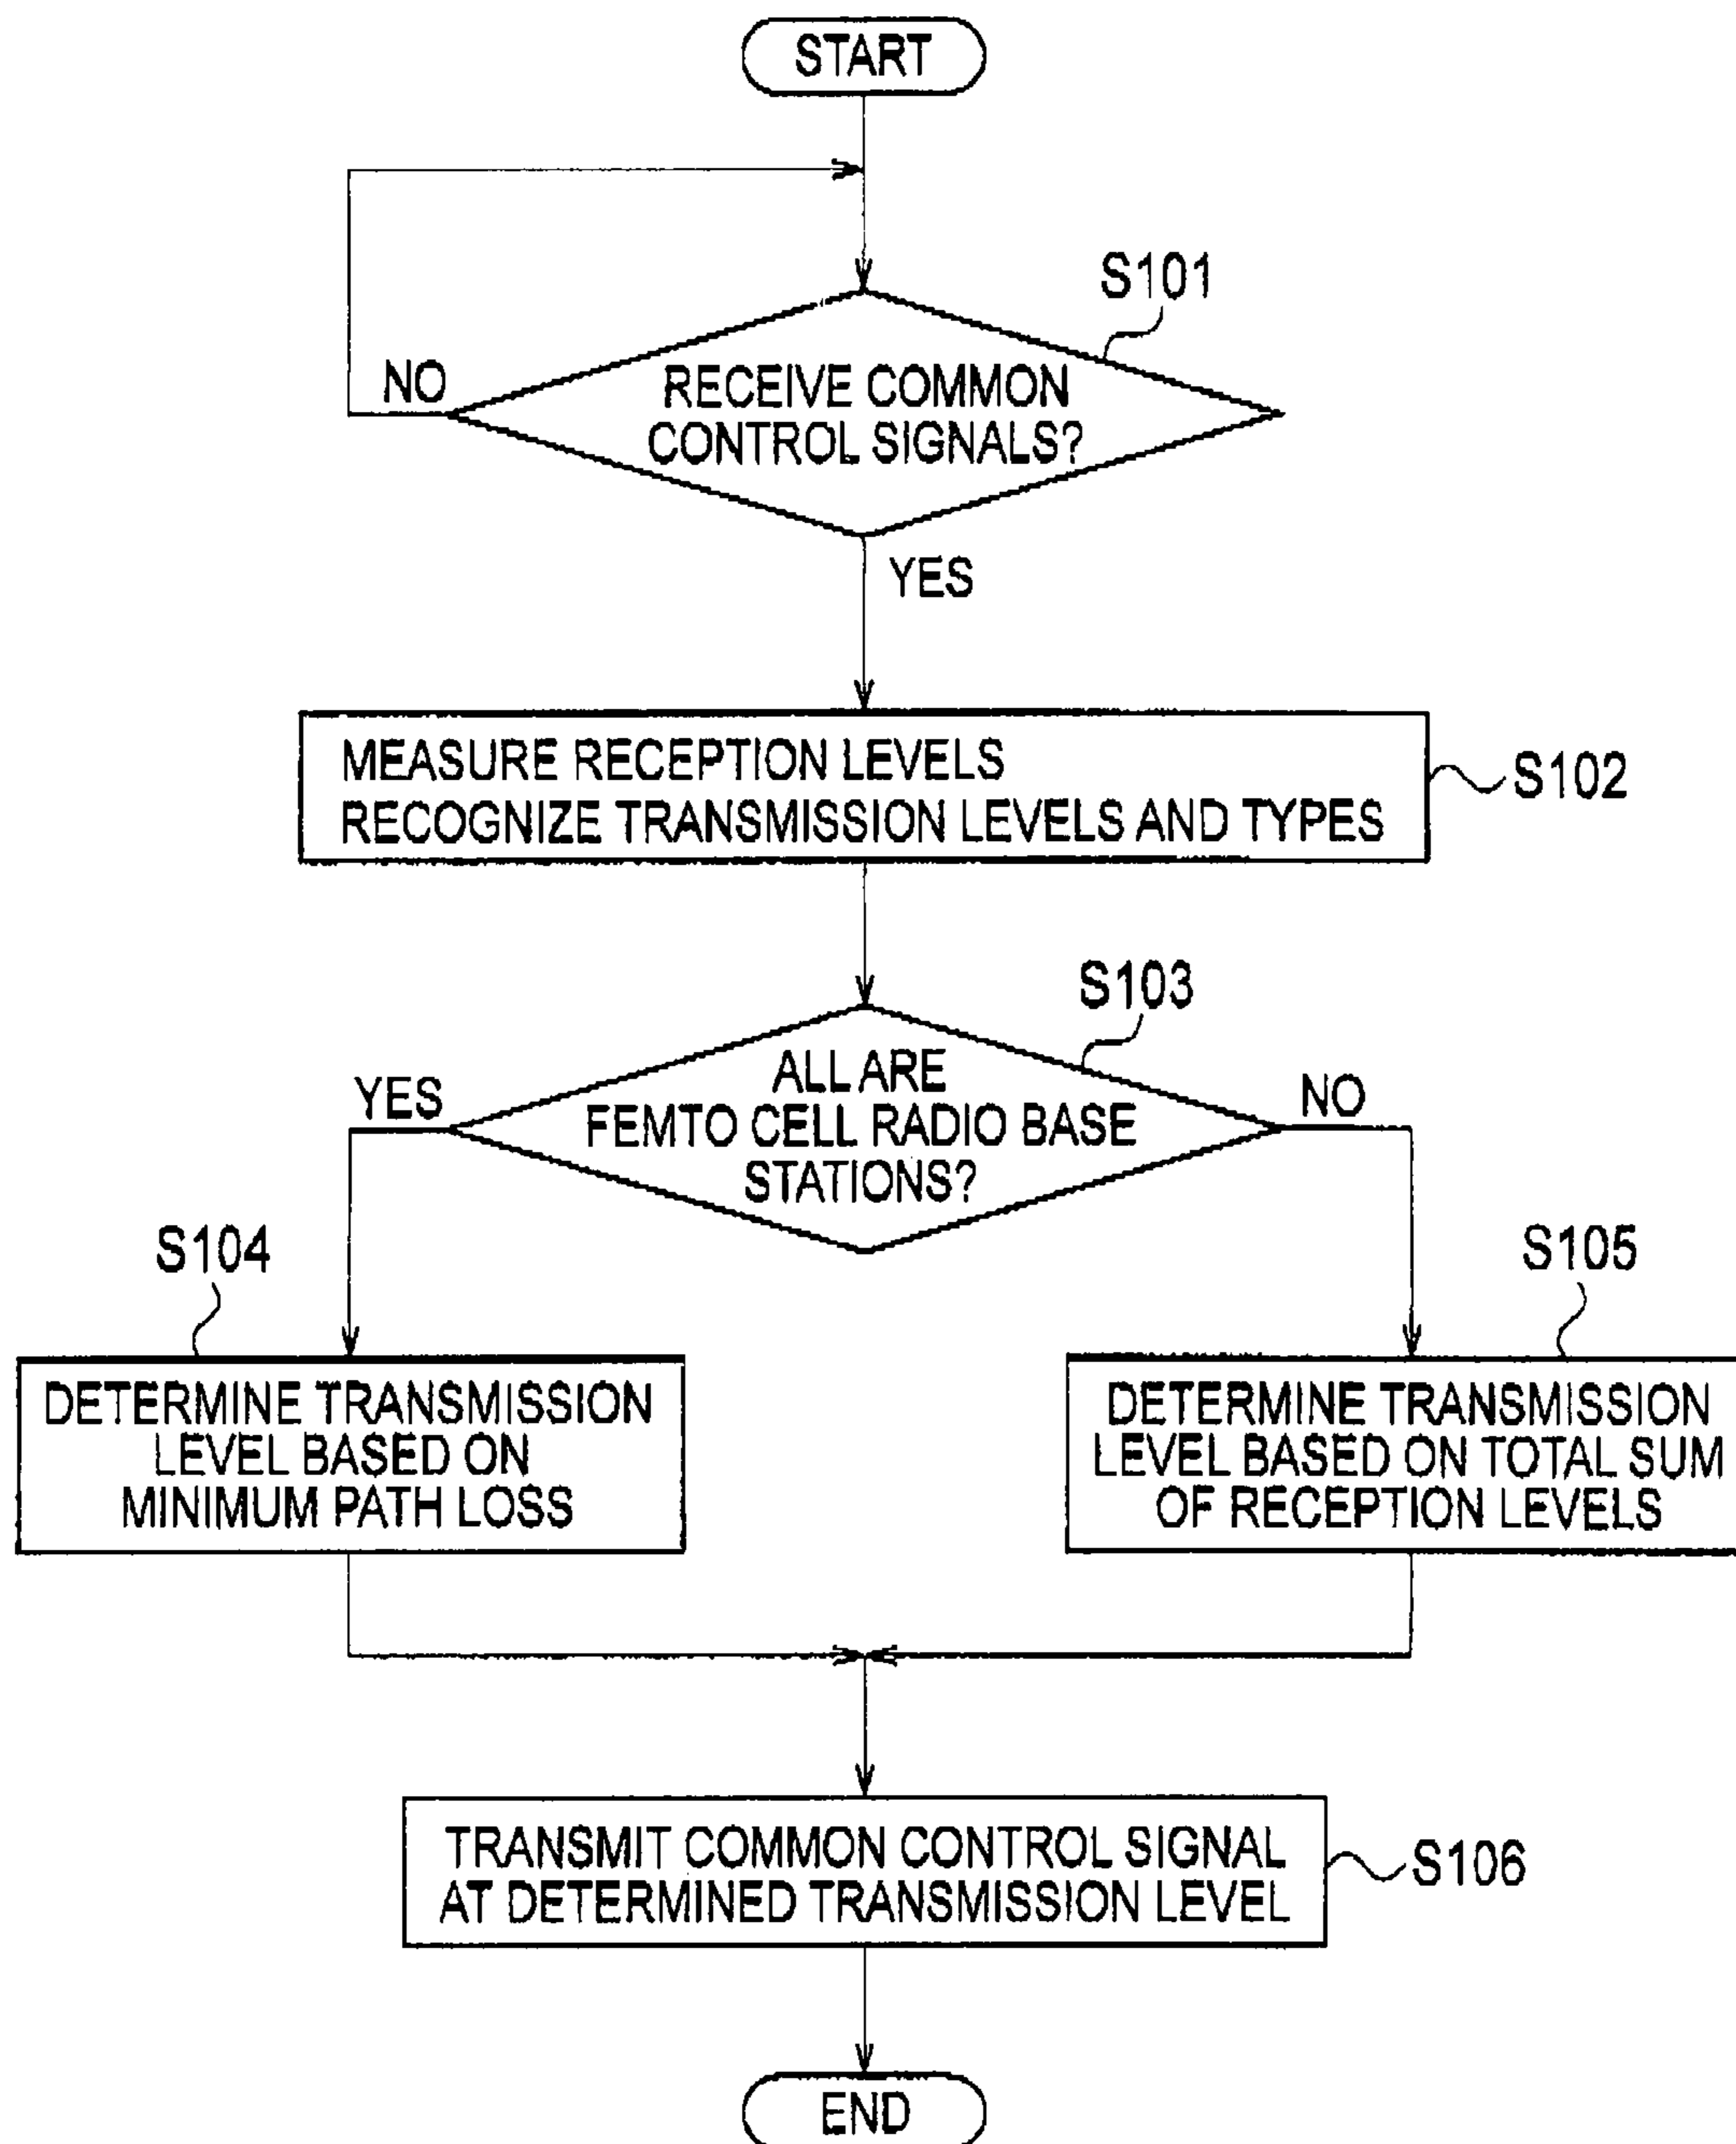 START
S101
NO
RECEIVE COMMON
CONTROL SIGNALS?
YES
MEASURE RECEPTION LEVELS
RECOGNIZE TRANSMISSION LEVELS AND TYPES
S102
S103
YES
ALL ARE
FEMTO CELL RADIO BASE
STATIONS?
NO
S104
S105
DETERMINE TRANSMISSION
LEVEL BASED ON
MINIMUM PATH LOSS
DETERMINE TRANSMISSION
LEVEL BASED ON TOTAL SUM
OF RECEPTION LEVELS
TRANSMIT COMMON CONTROL SIGNAL
AT DETERMINED TRANSMISSION LEVEL
S106
END